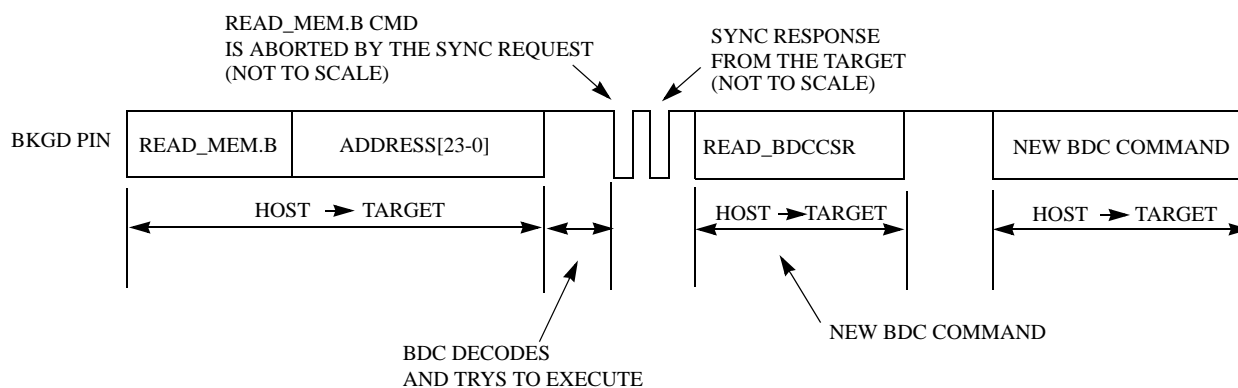 READ_MEM.B CMD
IS ABORTED BY THE SYNC REQUEST
(NOT TO SCALE)
SYNC RESPONSE
FROM THE TARGET
(NOT TO SCALE)
BKGD PIN
READ_MEM.B
ADDRESS[23-0]
READ_BDCCSR
NEW BDC COMMAND
HOST TARGET
HOST TARGET
HOST TARGET
BDC DECODES
AND TRYS TO EXECUTE
NEW BDC COMMAND